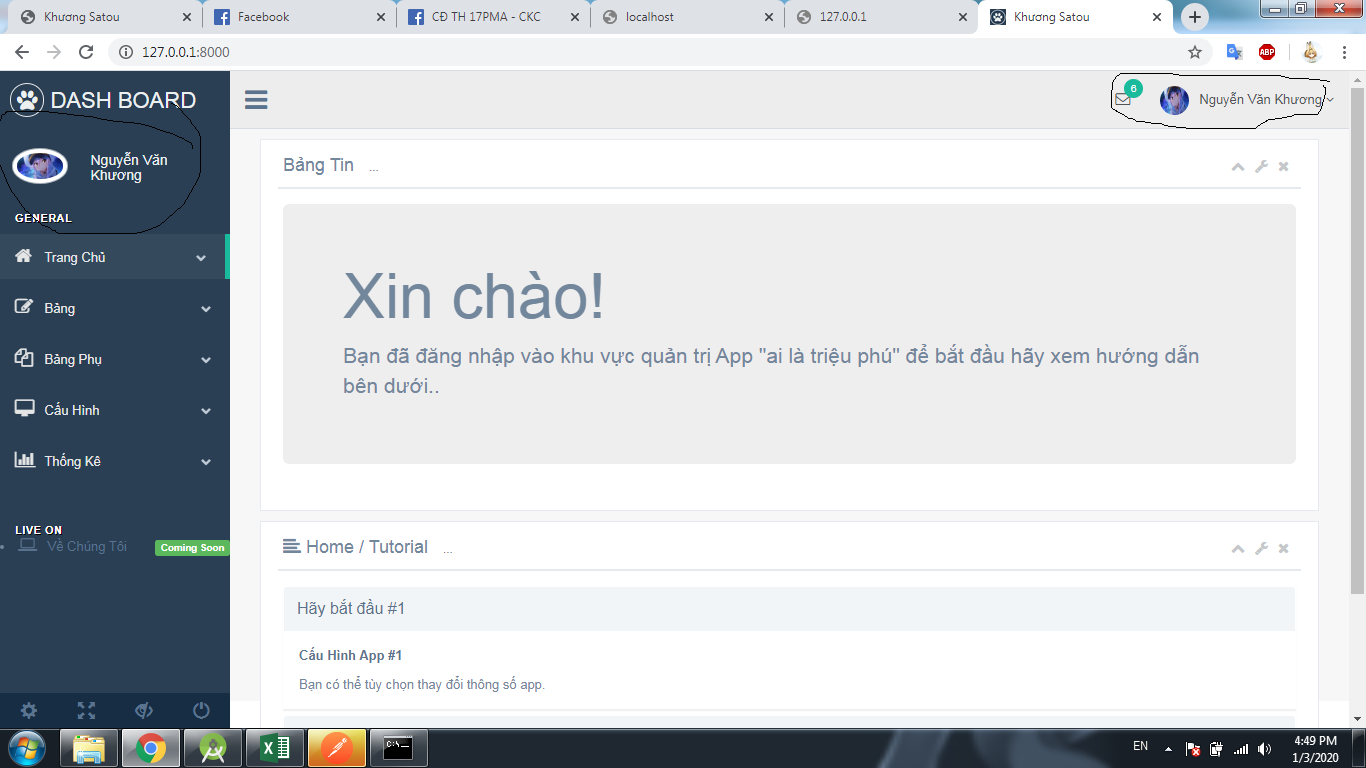 Khương Satou
Facebook
CĐ TH 17PMA - CKC
localhost
127.0.0.1
Khương Satou
127.0.0.1:8000
ABP
DASH BOARD
6
Nguyễn Văn Khương
Nguyễn Văn
Khương
GENERAL
Trang Chủ
Bảng
Bảng Phụ
Cấu Hình
Thống Kê
LIVE ON
Về Chúng Tôi
Coming Soon
Bảng Tin ...
Xin chào!
Bạn đã đăng nhập vào khu vực quản trị App "ai là triệu phú" để bắt đầu hãy xem hướng dẫn
bên dưới..
Home / Tutorial ...
Hãy bắt đầu #1
Cấu Hình App #1
Bạn có thể tùy chọn thay đổi thông số app.
C:\
EN
4:49 PM
1/3/2020